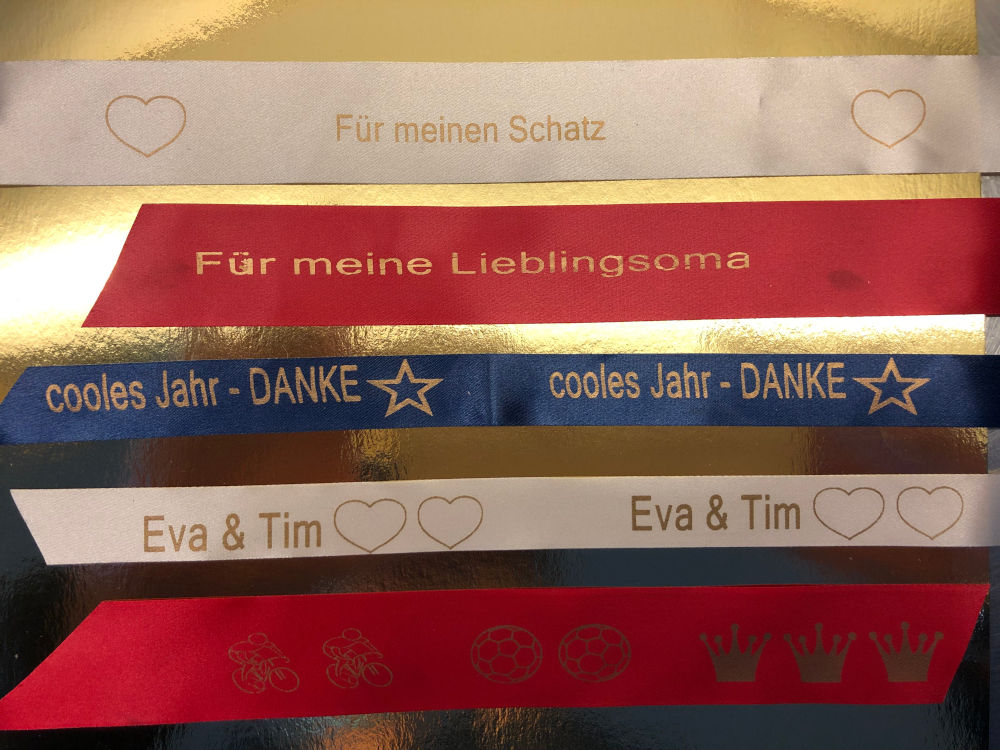 Für meinen Schatz
Für meine Lieblingsoma
cooles Jahr - DANKE cooles Jahr - DANKE
Eva & Tim Eva & Tim